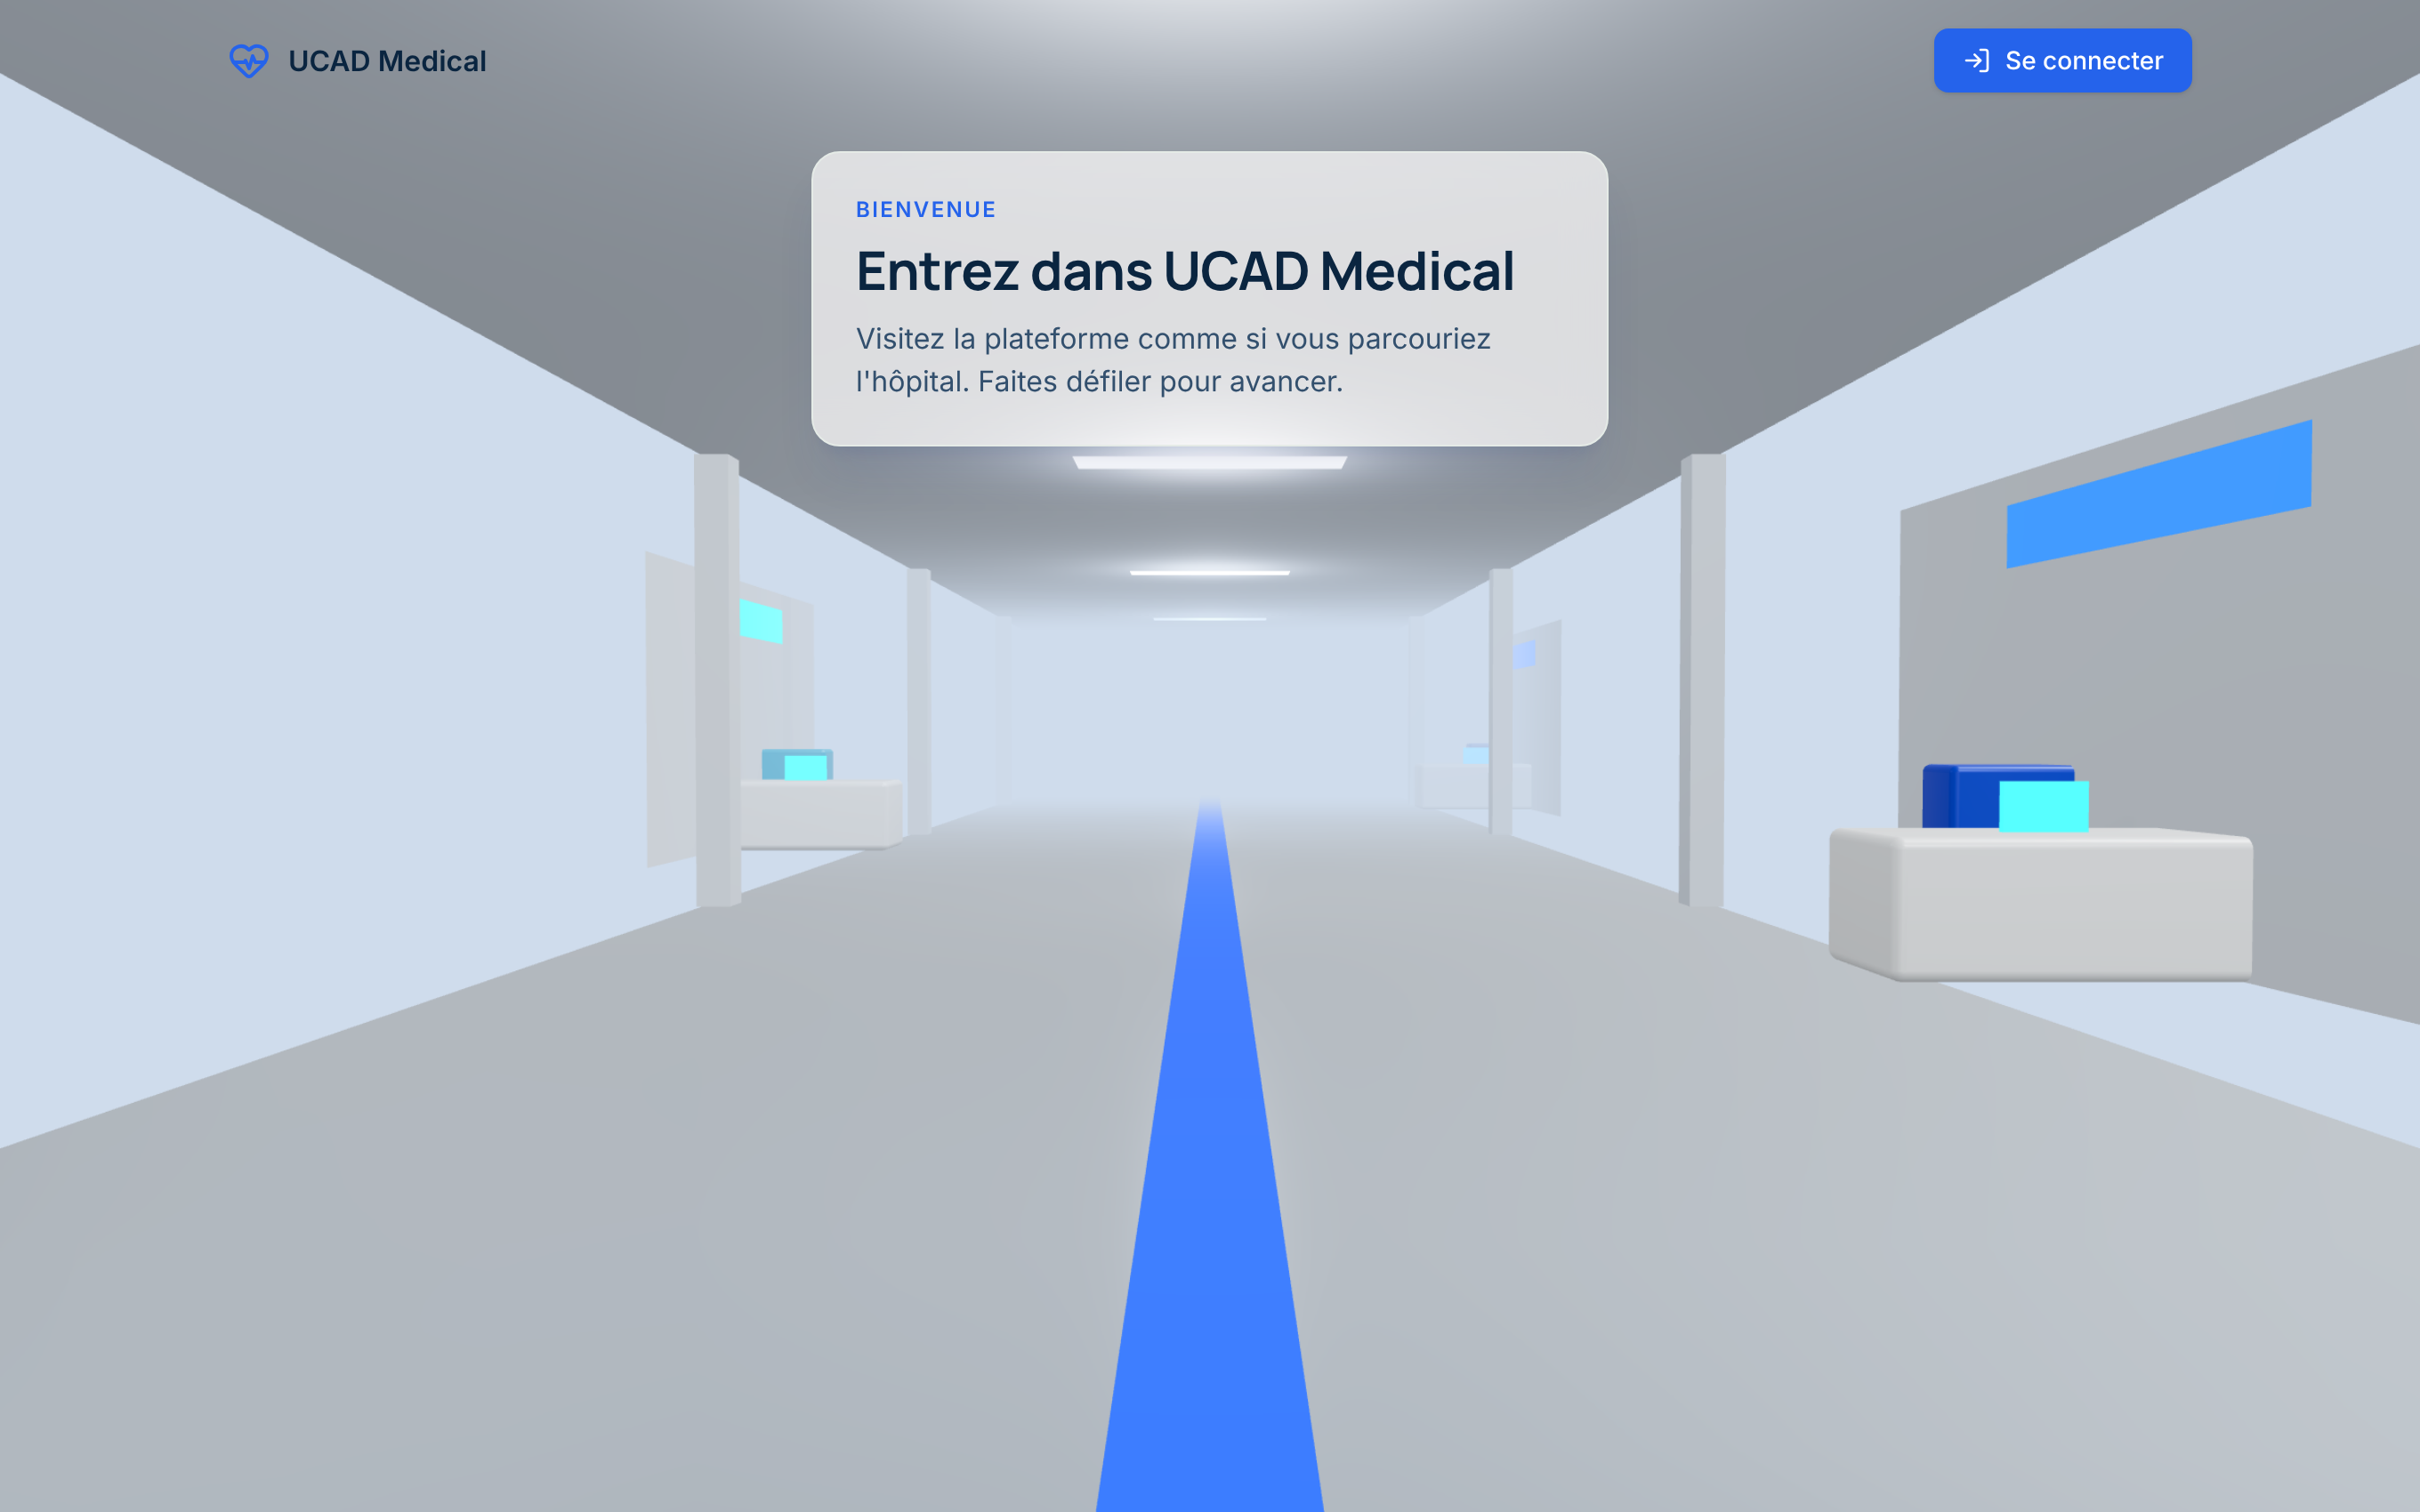 UCAD Medical
Se connecter
BIENVENUE
Entrez dans UCAD Medical
Visitez la plateforme comme si vous parcouriez
l'hôpital. Faites défiler pour avancer.